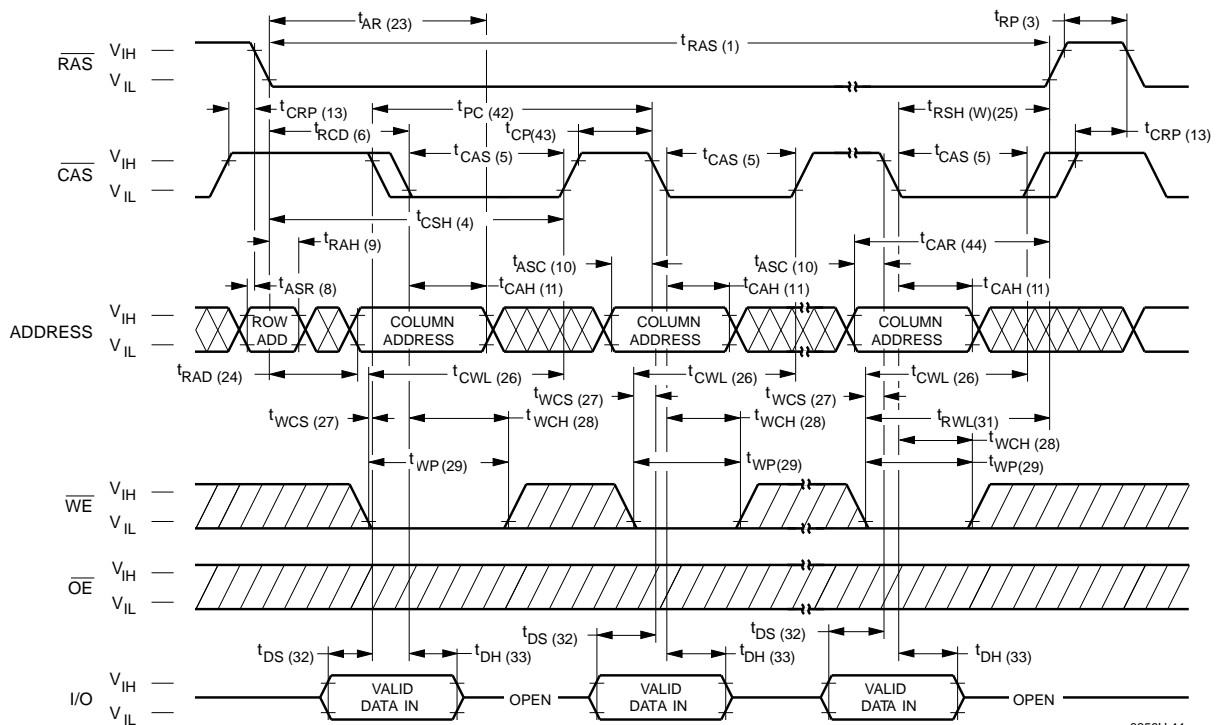 tAR (23)
tRP (3)
tRAS (1)
RAS
VIH
VIL
tCRP (13)
tPC (42)
tRSH (W)(25)
tRCD (6)
tCP(43)
tCRP (13)
CAS
VIH
VIL
tCAS (5)
tCAS (5)
tCAS (5)
tCSH (4)
tRAH (9)
tCAR (44)
tASC (10)
tASC (10)
tASR (8)
tCAH (11)
tCAH (11)
tCAH (11)
ADDRESS
VIH
VIL
ROW ADD
COLUMN ADDRESS
COLUMN ADDRESS
COLUMN ADDRESS
tRAD (24)
tCWL (26)
tCWL (26)
tCWL (26)
tWCS (27)
tWCS (27)
tWCS (27)
tWCH (28)
tWCH (28)
tRWL(31)
tWCH (28)
tWP (29)
tWP(29)
tWP(29)
WE
VIH
VIL
OE
VIH
VIL
tDS (32)
tDS (32)
tDS (32)
tDH (33)
tDH (33)
tDH (33)
I/O
VIH
VIL
VALID DATA IN
OPEN
VALID DATA IN
VALID DATA IN
OPEN